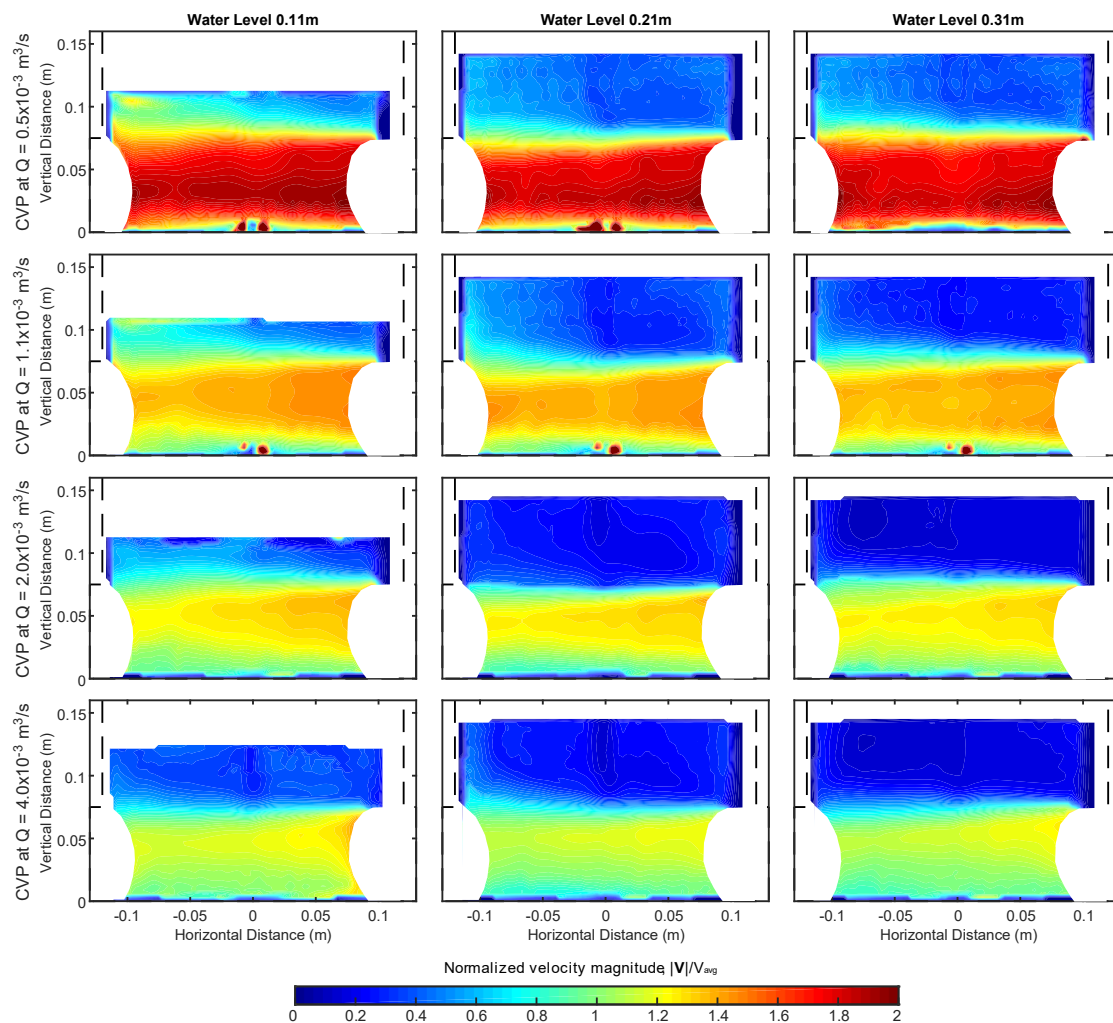 Water Level 0.11m
Water Level 0.21m
Water Level 0.31m
CVP at Q = 0.5x10⁻³ m³/s
Vertical Distance (m)
0.15
0.1
0.05
0
CVP at Q = 1.1x10⁻³ m³/s
Vertical Distance (m)
0.15
0.1
0.05
0
CVP at Q = 2.0x10⁻³ m³/s
Vertical Distance (m)
0.15
0.1
0.05
0
CVP at Q = 4.0x10⁻³ m³/s
Vertical Distance (m)
0.15
0.1
0.05
0
-0.1 0.05 0 0.05 0.1
-0.1 -0.05 0 0.05 0.1
-0.1 -0.05 0 0.05 0.1
Horizontal Distance (m)
Horizontal Distance (m)
Horizontal Distance (m)
Normalized velocity magnitude, |V|/Vavg
0 0.2 0.4 0.6 0.8 1 1.2 1.4 1.6 1.8 2